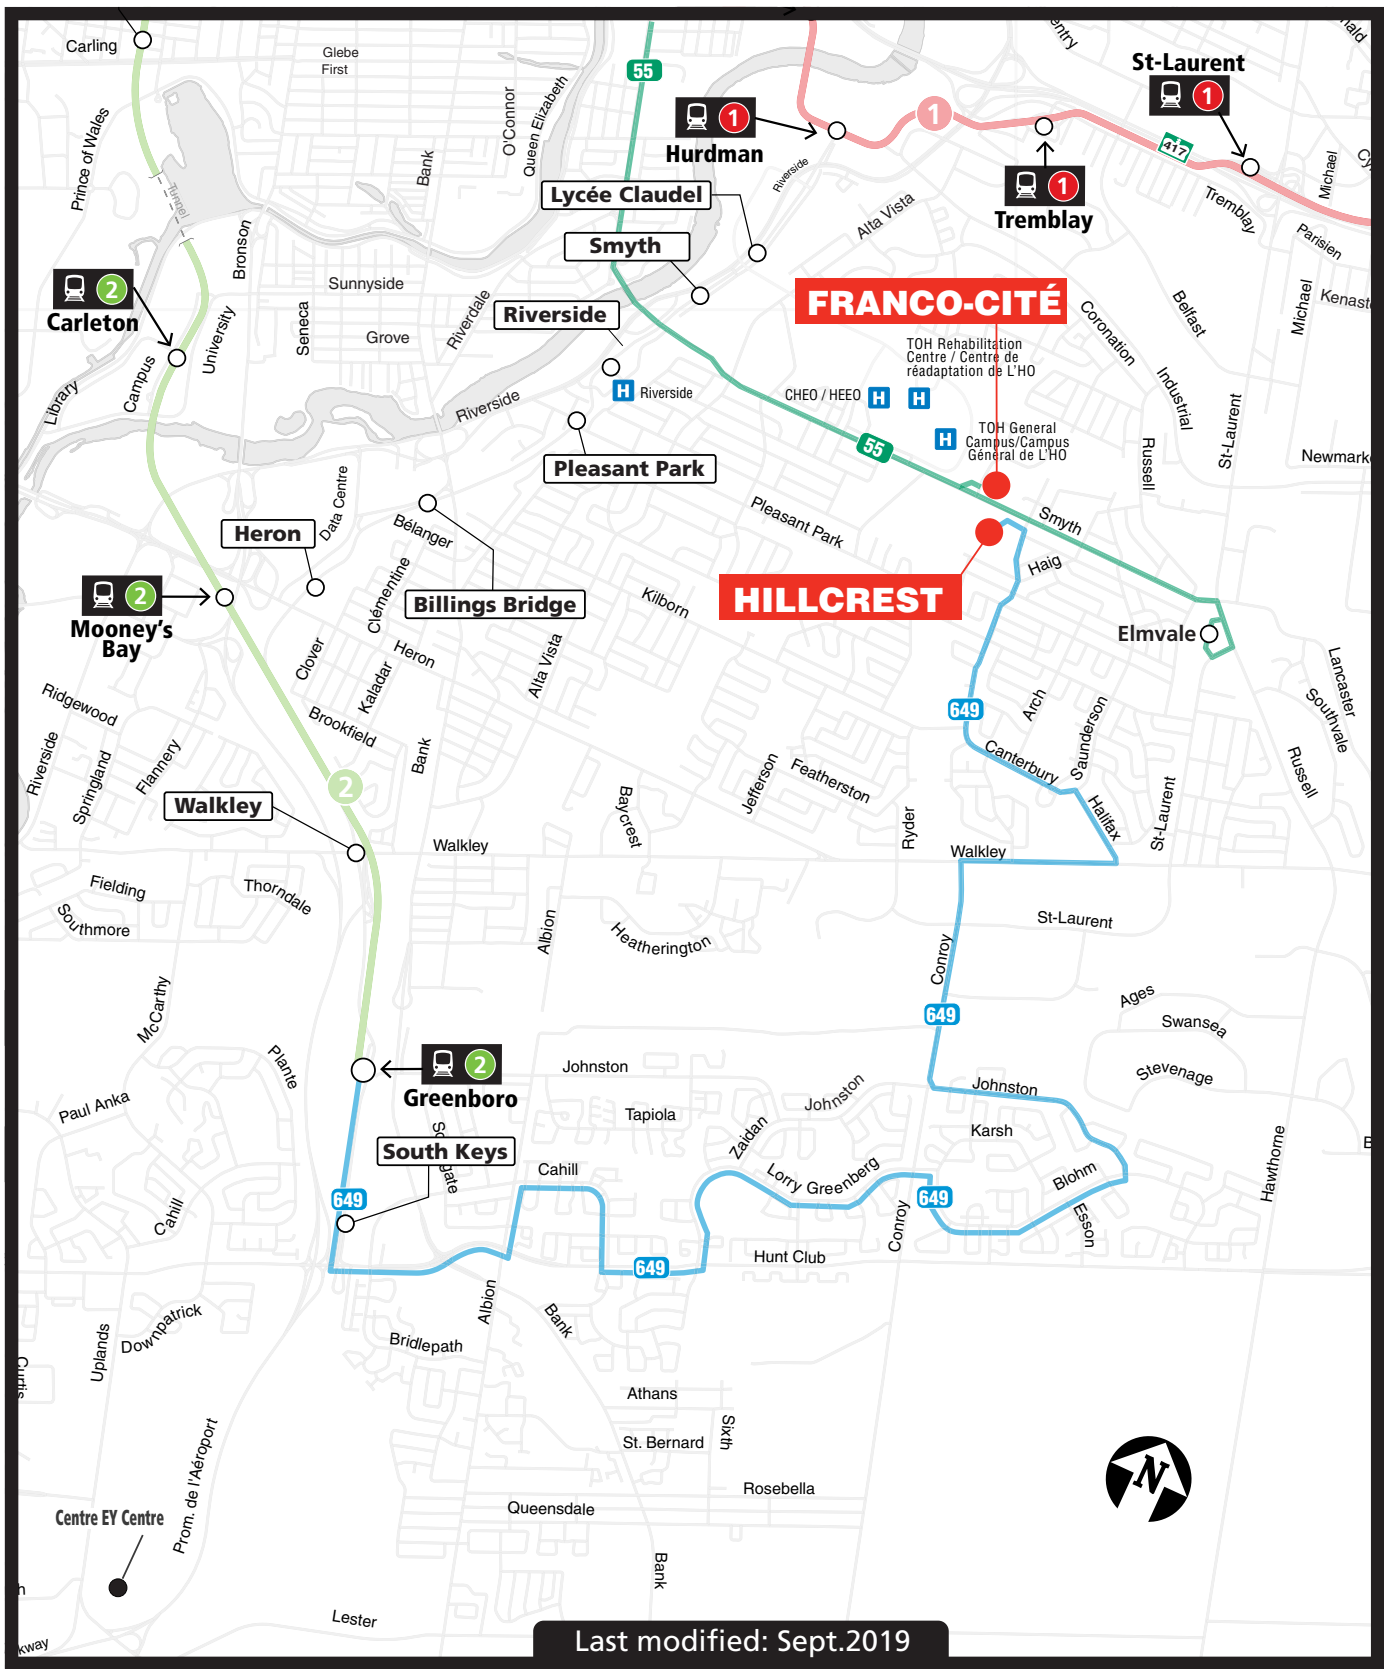 Carling
Glebe
First
Prince of Wales
Tunnel
Bank
O'Connor
Queen Elizabeth
55
1
Hurdman
1
entry
St-Laurent
1
417
1
Tremblay
Riverside
Alta Vista
Tremblay
Michael
Parisien
Michael
Lycée Claudel
Smyth
Riverside
Bronson
Sunnyside
Seneca
Grove
Riverdale
2
Carleton
University
Campus
Library
Riverside
H Riverside
Pleasant Park
FRANCO-CITÉ
TOH Rehabilitation
Centre / Centre de
réadaptation de L'HO
CHEO / HEEO H H
H
TOH General
Campus/Campus
Général de L'HO
55
Coronation
Belfast
Industrial
Russell
St-Laurent
Pleasant Park
Smyth
Haig
HILLCREST
Elmvale
Data Centre
Bélanger
Heron
Clémentine
Billings Bridge
Kilborn
2
Mooney's
Bay
Clover
Heron
Kaladar
Brookfield
Alta Vista
Bank
Ridgewood
Riverside
Springland
Flannery
2
Walkley
649
Arch
Saunderson
Canterbury
Halifax
St-Laurent
Lancaster
Southvale
Russell
Jefferson
Featherston
Baycrest
Ryder
Walkley
Walkley
Fielding
Southmore
Thorndale
Albion
Heatherington
St-Laurent
Conroy
649
Ages
Swansea
Stevenage
McCarthy
Plante
Paul Anka
2
Greenboro
Johnston
Tapiola
Johnston
Zaidan
Johnston
Karsh
Blohm
Esson
Hawthorne
South Keys
Cahill
Cahill
Lorry Greenberg
649
649
Conroy
649
Hunt Club
Albion
Bank
Bridlepath
Downpatrick
Uplands
Curtis
Athans
St. Bernard
Sixth
Rosebella
Queensdale
Bank
Prom. de l'Aéroport
Centre EY Centre
Lester
kway
N
Last modified: Sept.2019